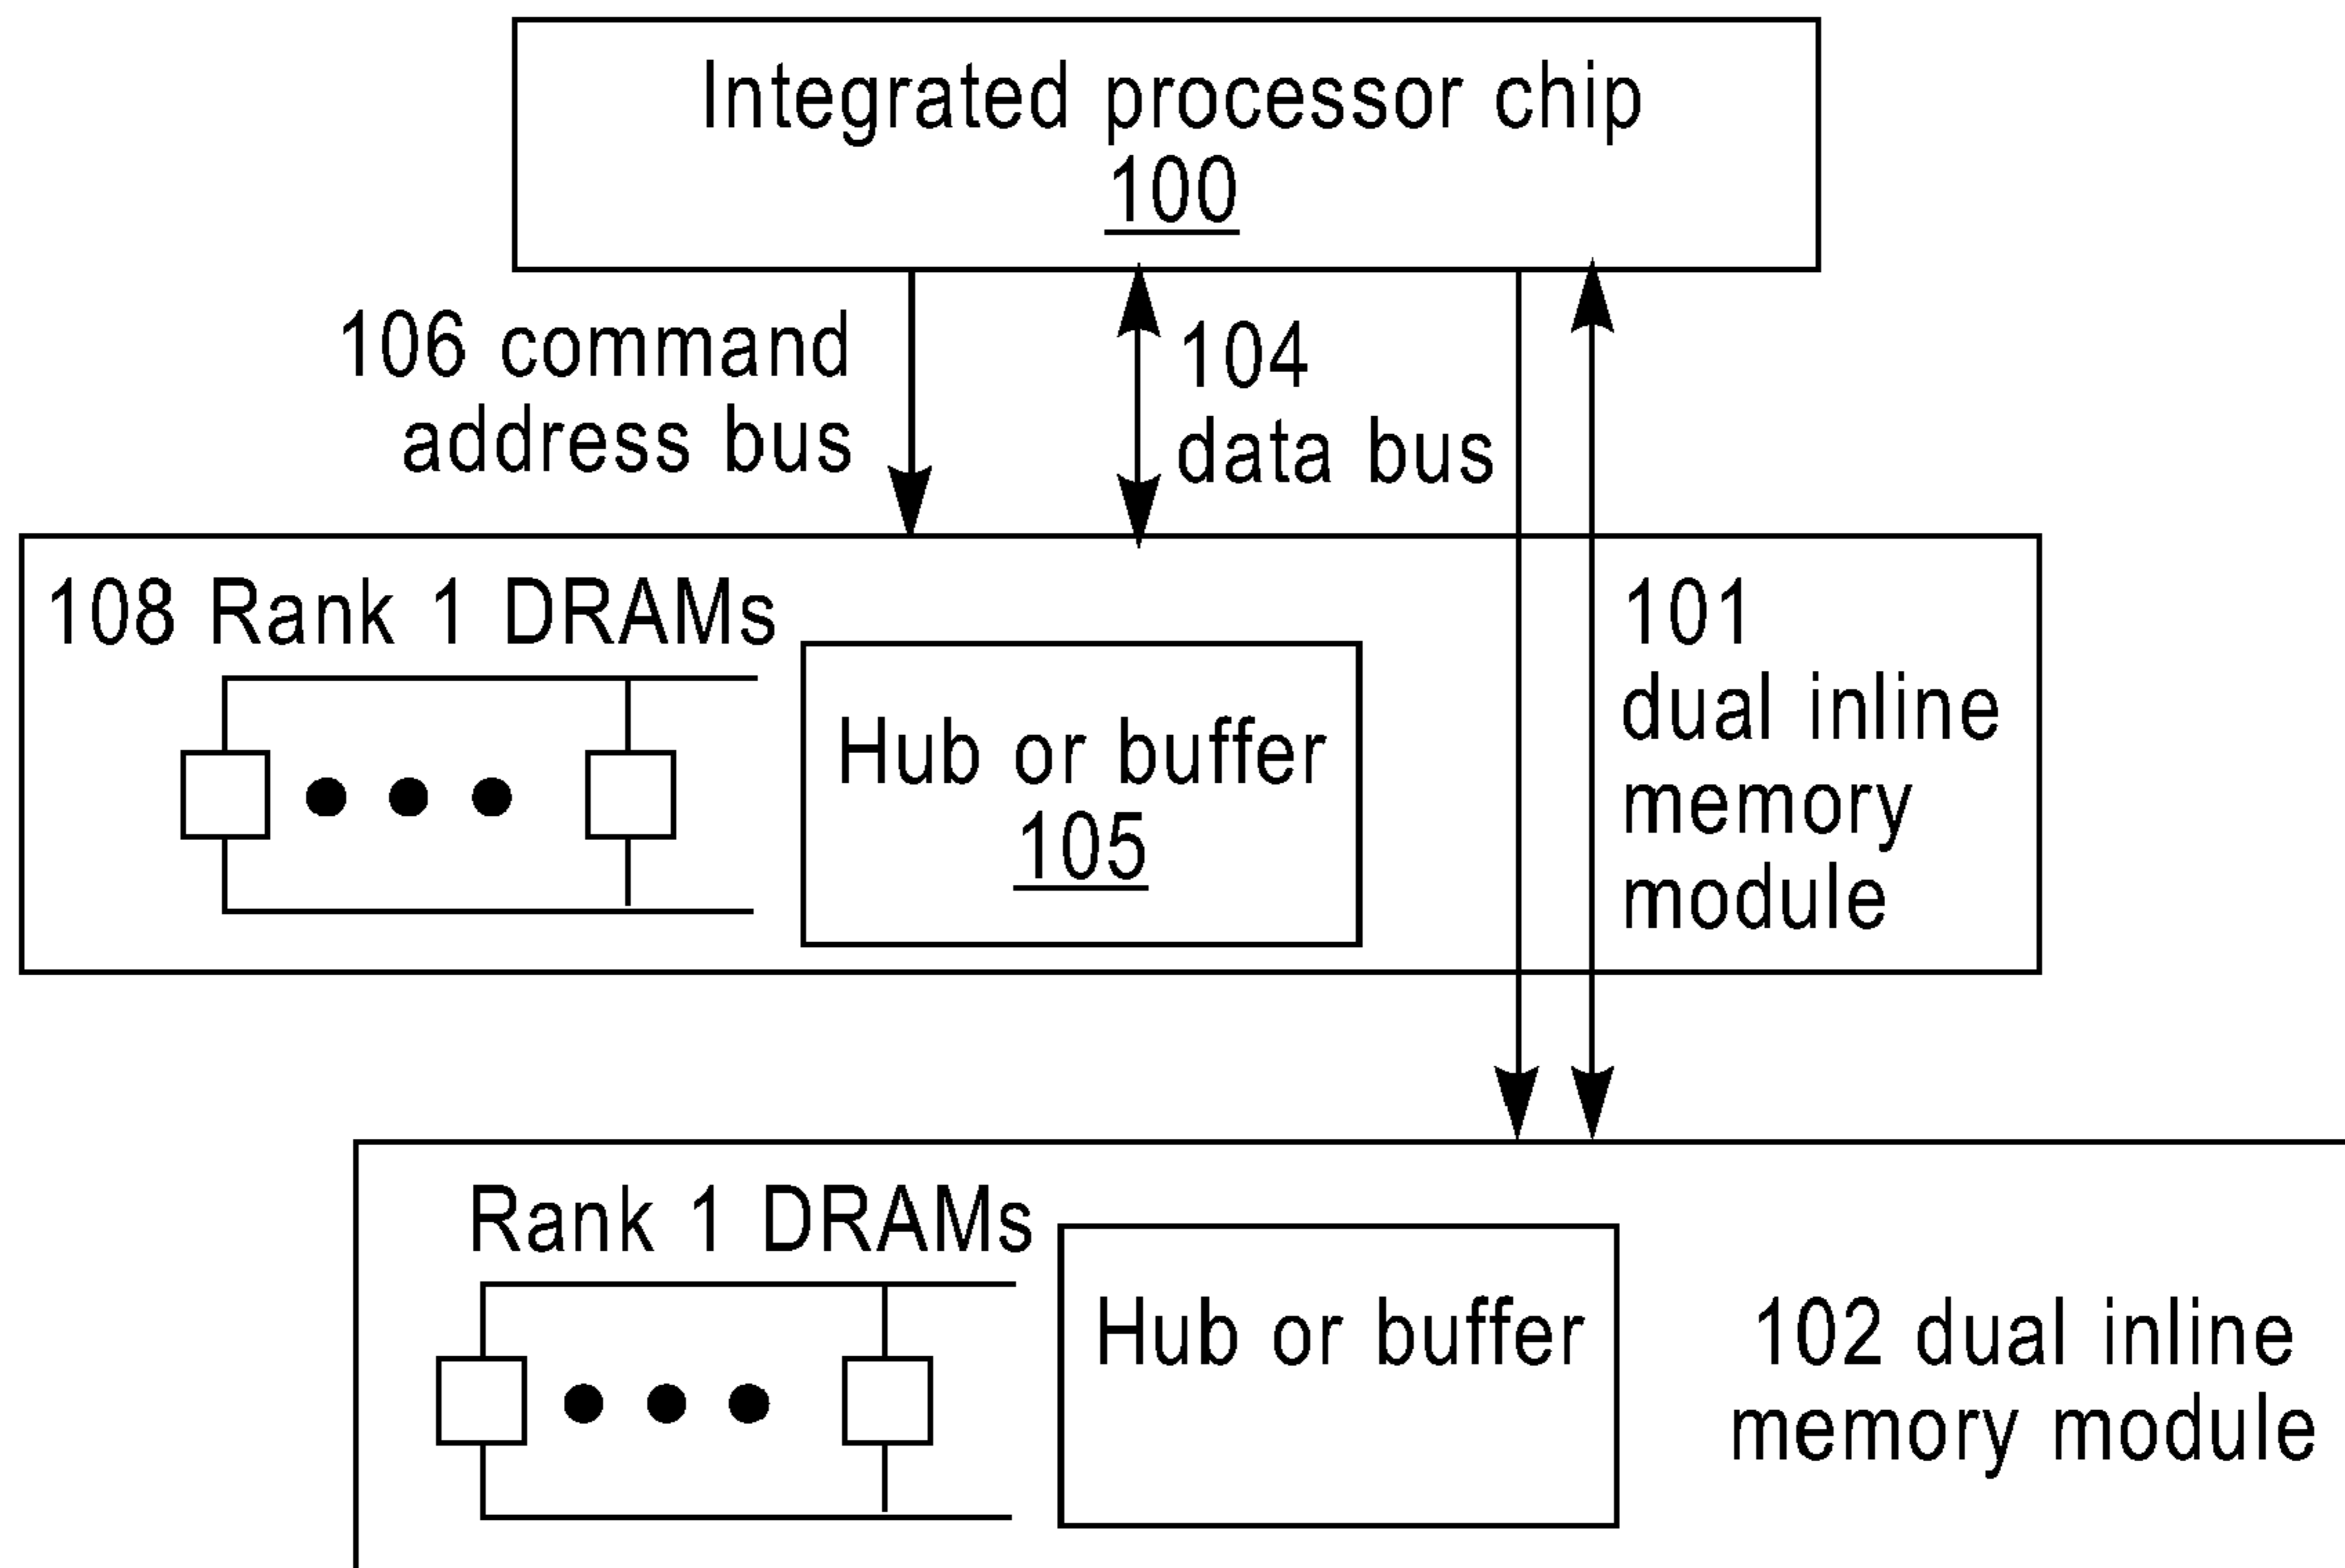 Integrated processor chip
100
106 command
address bus
104
data bus
108 Rank 1 DRAMs
Hub or buffer
105
101
dual inline
memory
module
Rank 1 DRAMs
Hub or buffer
102 dual inline
memory module